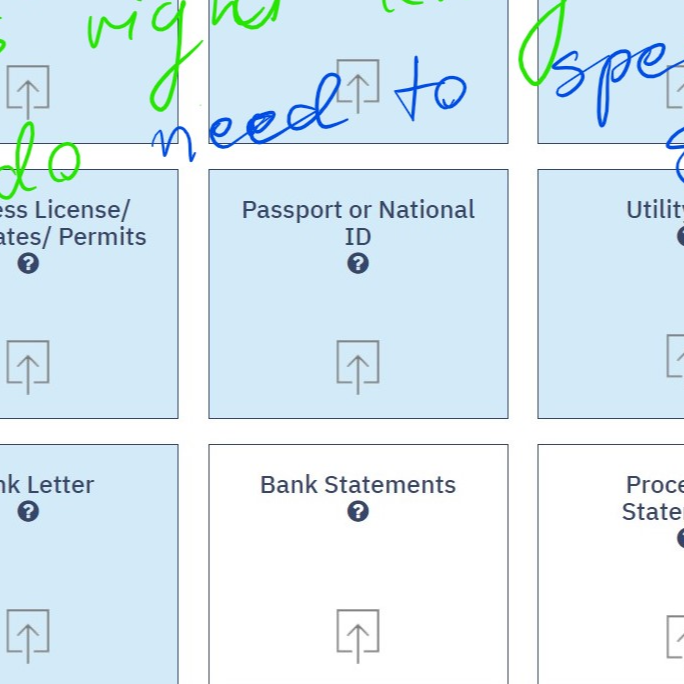 right
need to spe
do
ess License/ Passport or National Utility
ates/ Permits ID
nk Letter Bank Statements Proce
State